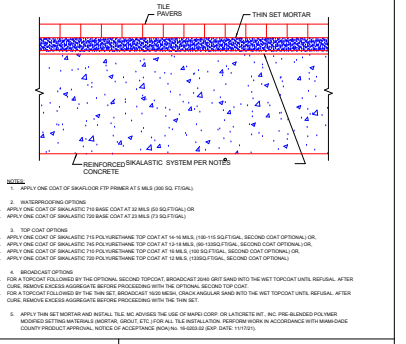 TILE
PAVERS
THIN SET MORTAR
REINFORCED
CONCRETE
SIKALASTIC SYSTEM PER NOTES
NOTES:
1. APPLY ONE COAT OF SIKAFLOOR FTP PRIMER AT 5 MILS (300 SQ. FT/GAL).
2. WATERPROOFING OPTIONS
APPLY ONE COAT OF SIKALASTIC 710 BASE COAT AT 32 MILS (50 SQ.FT/GAL) OR
APPLY ONE COAT OF SIKALASTIC 720 BASE COAT AT 23 MILS (73 SQ.FT/GAL)
3. TOP COAT OPTIONS
APPLY ONE COAT OF SIKALASTIC 715 POLYURETHANE TOP COAT AT 14-16 MILS, (100-115 SQ.FT/GAL, SECOND COAT OPTIONAL) OR,
APPLY ONE COAT OF SIKALASTIC 735 POLYURETHANE TOP COAT AT 12-18 MILS, (90-133SQ.FT/GAL, SECOND COAT OPTIONAL) OR,
APPLY ONE COAT OF SIKALASTIC 710 POLYURETHANE TOP COAT AT 16 MILS, (100 SQ.FT/GAL, SECOND COAT OPTIONAL) OR,
APPLY ONE COAT OF SIKALASTIC 720 POLYURETHANE TOP COAT AT 12 MILS, (133SQ.FT/GAL, SECOND COAT OPTIONAL)
4. BROADCAST OPTIONS
FOR A TOPCOAT FOLLOWED BY THE OPTIONAL SECOND TOPCOAT, BROADCAST 20/40 GRIT SAND INTO THE WET TOPCOAT UNTIL REFUSAL. AFTER
CURE, REMOVE EXCESS AGGREGATE BEFORE PROCEEDING WITH THE OPTIONAL SECOND TOP COAT.
FOR A TOPCOAT FOLLOWED BY THE THIN SET, BROADCAST 16/20 MESH, CRACK ANGULAR SAND INTO THE WET TOPCOAT UNTIL REFUSAL. AFTER
CURE, REMOVE EXCESS AGGREGATE BEFORE PROCEEDING WITH THE THIN SET.
5. APPLY THIN SET MORTAR AND INSTALL TILE. MC ADVISES THE USE OF MAPEI CORP. OR LATICRETE INT., INC. PRE-BLENDED POLYMER
MODIFIED SETTING MATERIALS (MORTAR, GROUT, ETC.) FOR ALL TILE INSTALLATION. PERFORM WORK IN ACCORDANCE WITH MIAMI-DADE
COUNTY PRODUCT APPROVAL, NOTICE OF ACCEPTANCE (NOA) No. 16-0203.02 (EXP. DATE: 11/17/21).